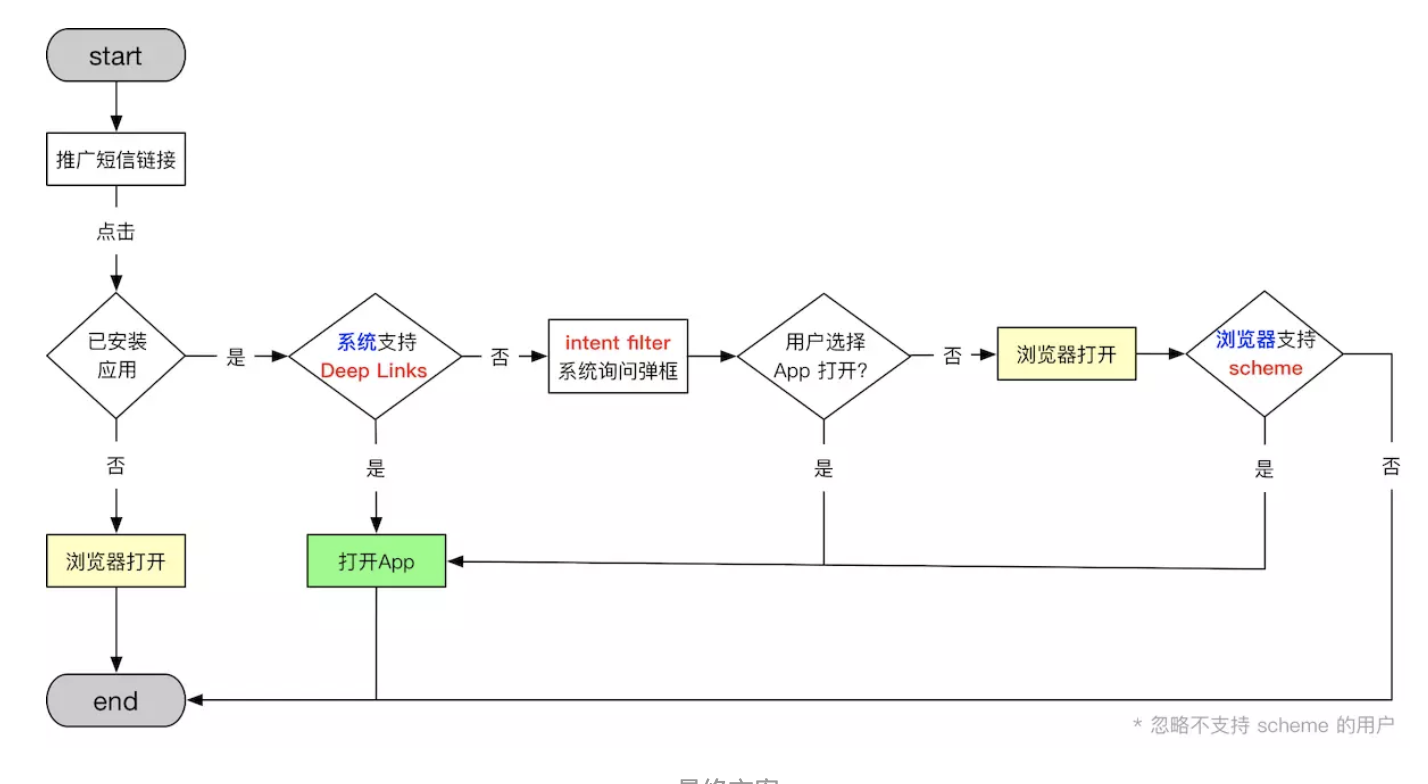 start
推广短信链接
点击
已安装
应用
是
系统支持
Deep Links
否
intent filter
系统询问弹框
用户选择
App 打开?
否
浏览器打开
浏览器支持
scheme
否
是
是
是
否
浏览器打开
打开App
end
* 忽略不支持 scheme 的用户